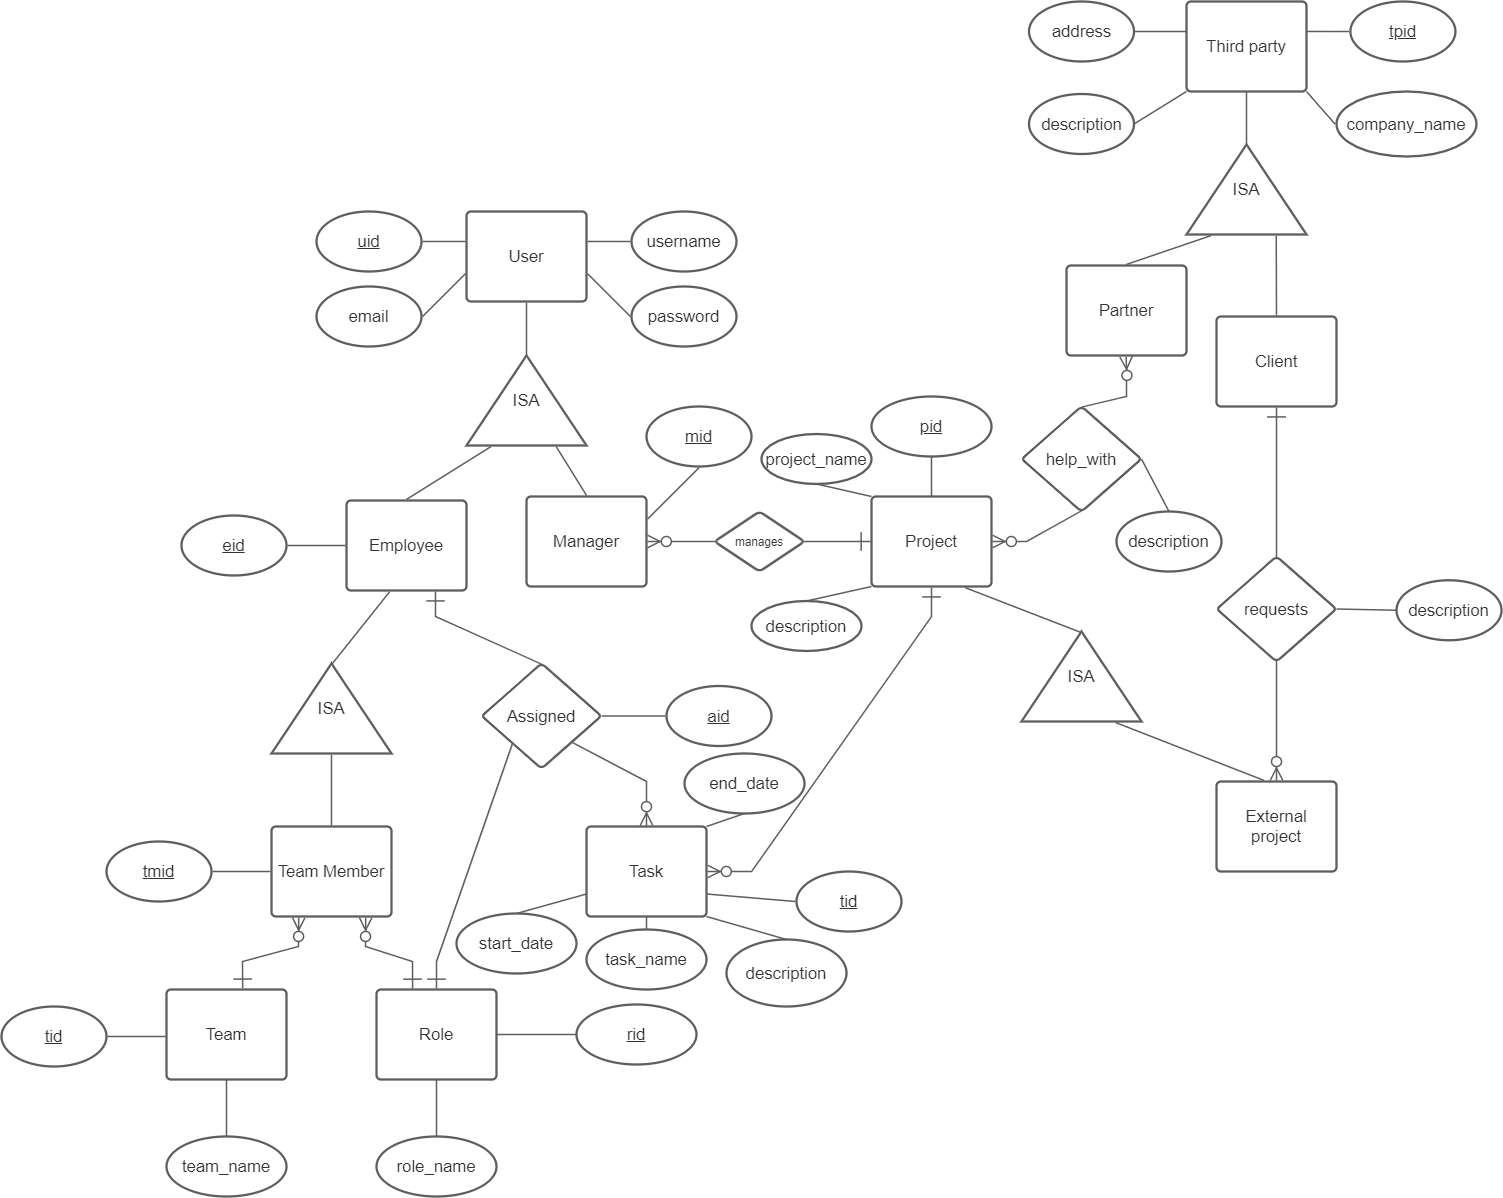 address
Third party
tpid
description
company_name
ISA
uid
User
username
email
password
Partner
Client
ISA
mid
pid
project_name
help_with
eid
Employee
Manager
manages
Project
description
description
requests
description
ISA
ISA
Assigned
aid
end_date
External
project
tmid
Team Member
Task
tid
start_date
task_name
description
tid
Team
Role
rid
team_name
role_name